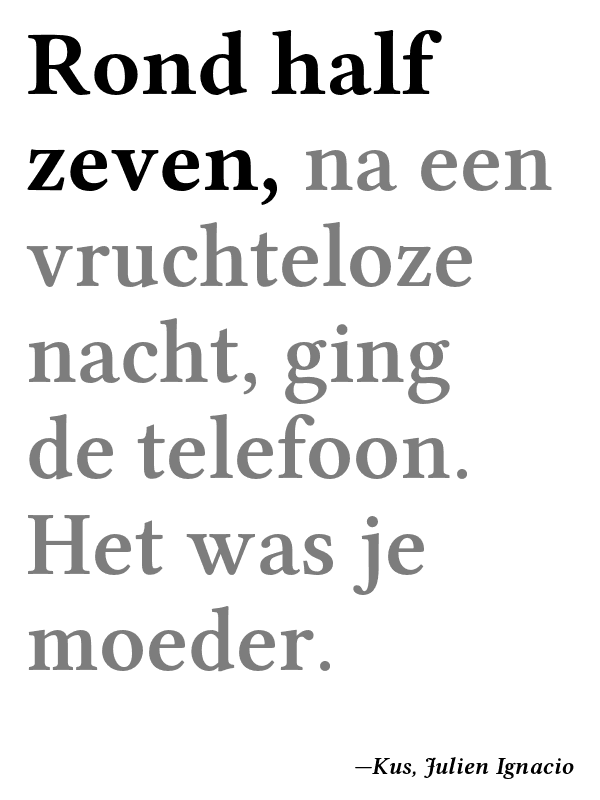 Rond half
zeven, na een
vruchteloze
nacht, ging
de telefoon.
Het was je
moeder.
—Kus, Julien Ignacio